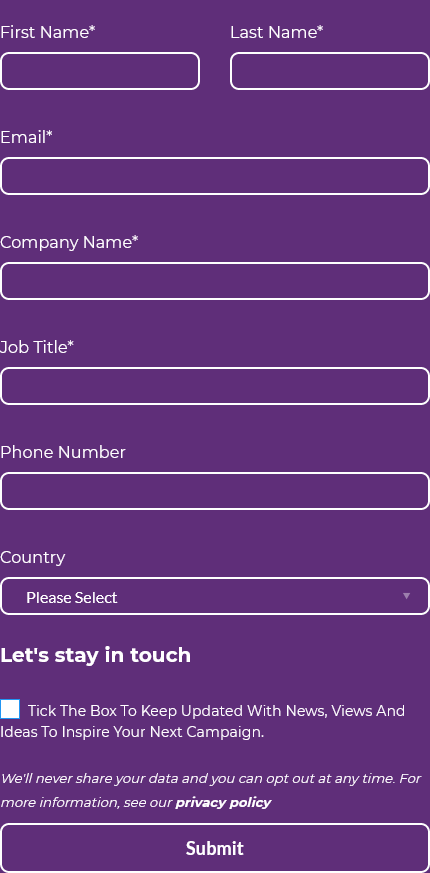 First Name*
Last Name*
Email*
Company Name*
Job Title*
Phone Number
Country
Please Select
Let's stay in touch
Tick The Box To Keep Updated With News, Views And
Ideas To Inspire Your Next Campaign.
We'll never share your data and you can opt out at any time. For
more information, see our privacy policy
Submit